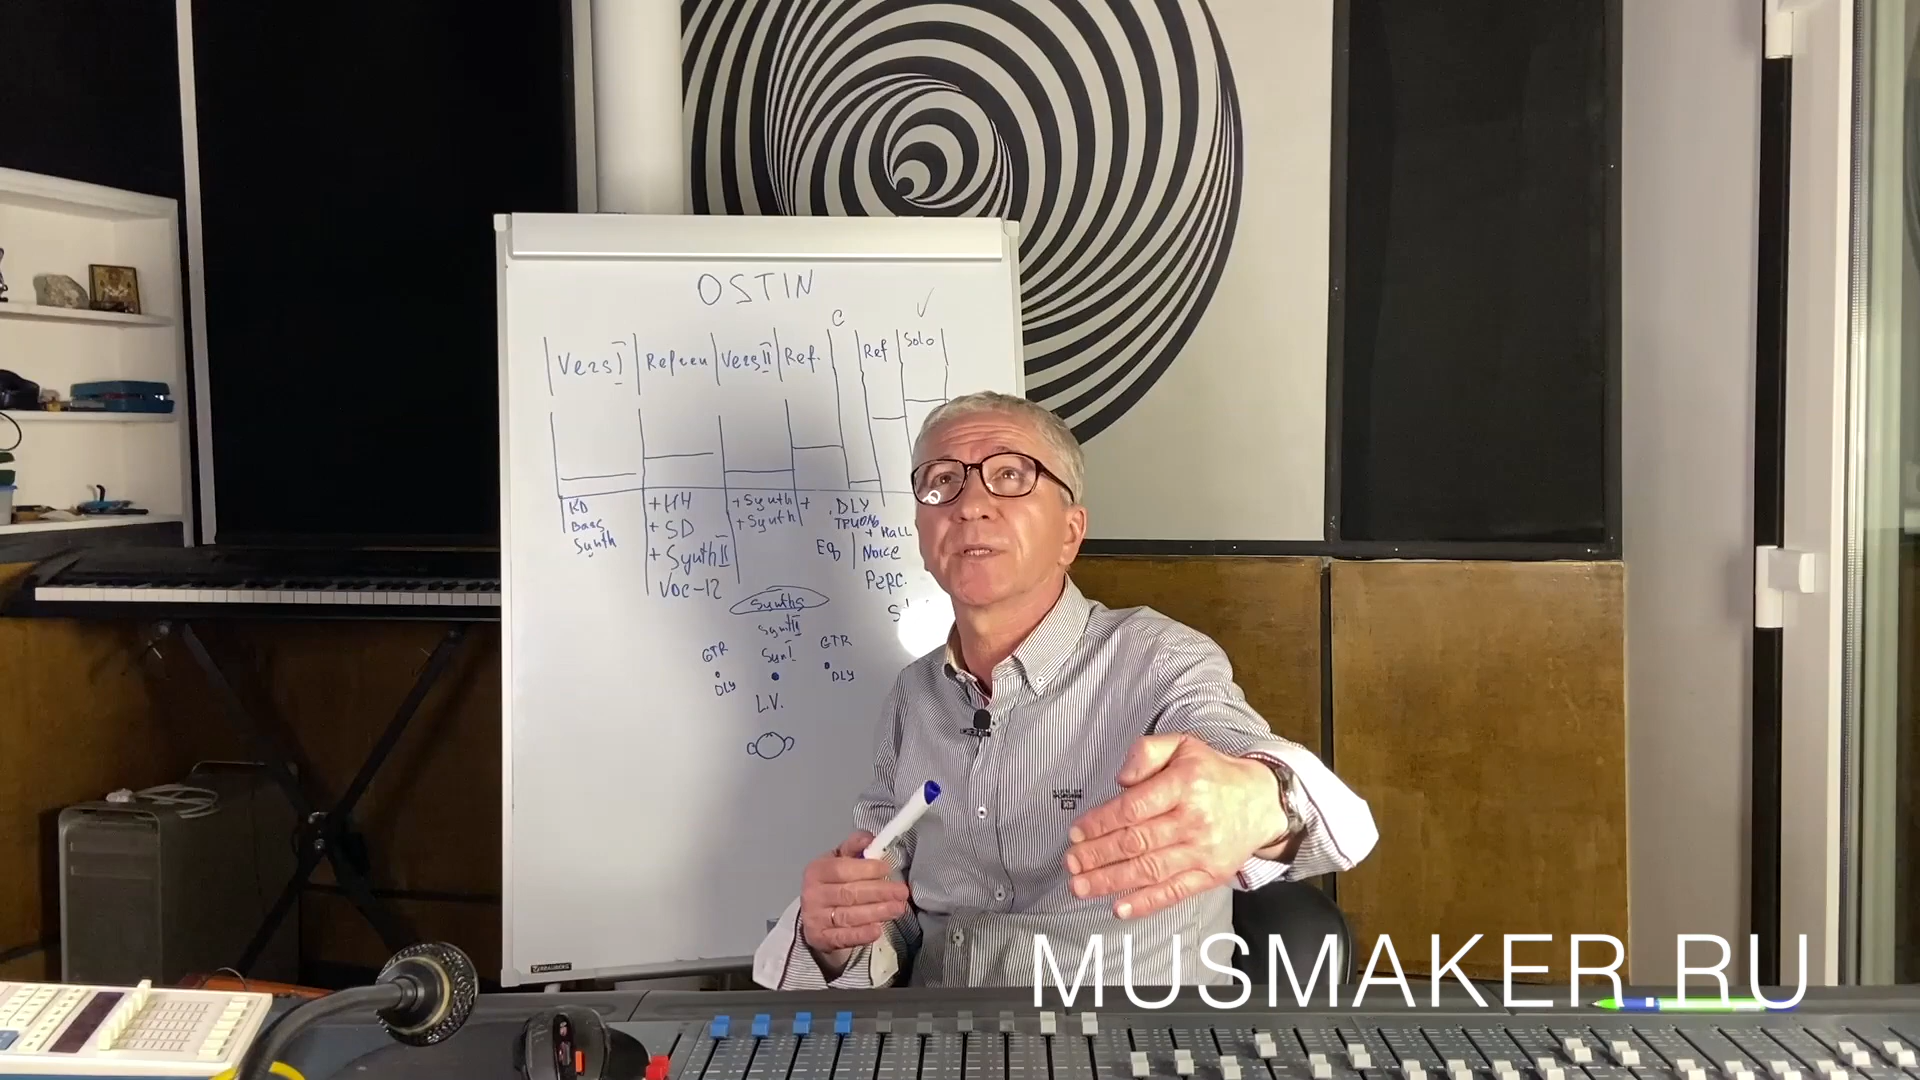 OSTIN
C
Vers I Refren Vers II Ref. Ref Solo
KD
Bass
Synth
+HH
+SD
+Synth II
Voc-12
+Synth +
+Synth
.DLY
+ HaLL
EQ
Noice
Perc.
Synths
Synth II
Syn I
GTR
GTR
DLY
DLY
L.V.
MUSMAKER.RU